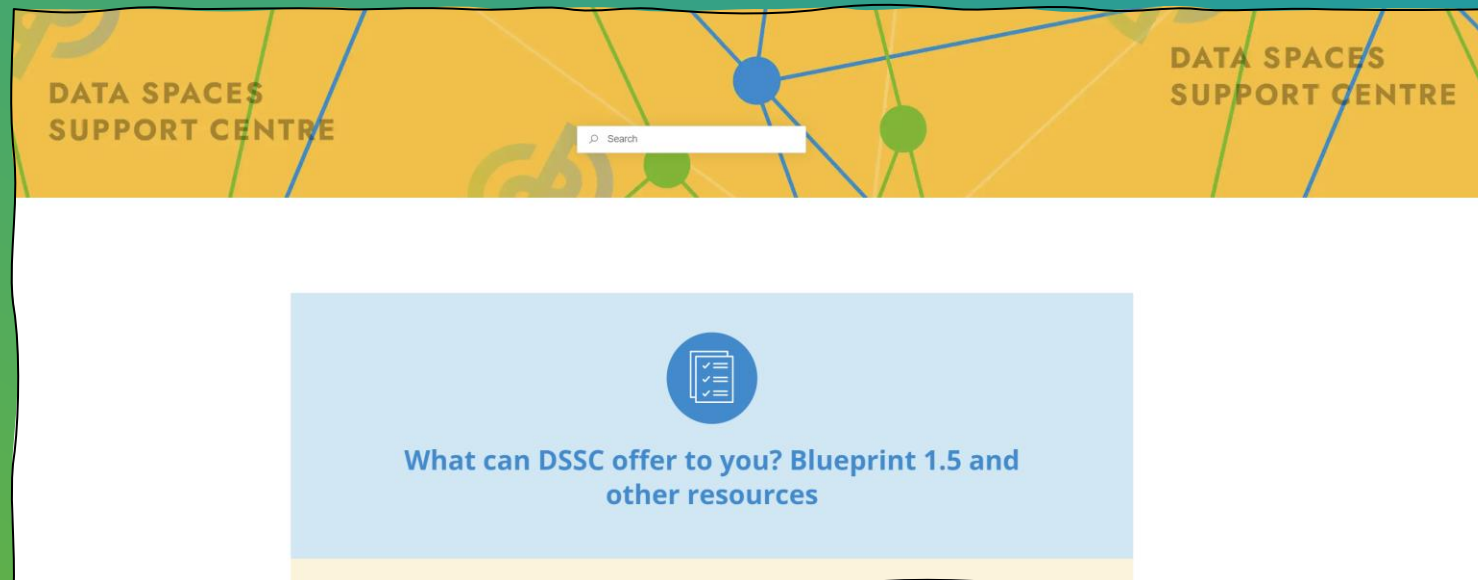 DATA SPACES
SUPPORT CENTRE
DATA SPACES
SUPPORT CENTRE
Search
What can DSSC offer to you? Blueprint 1.5 and
other resources